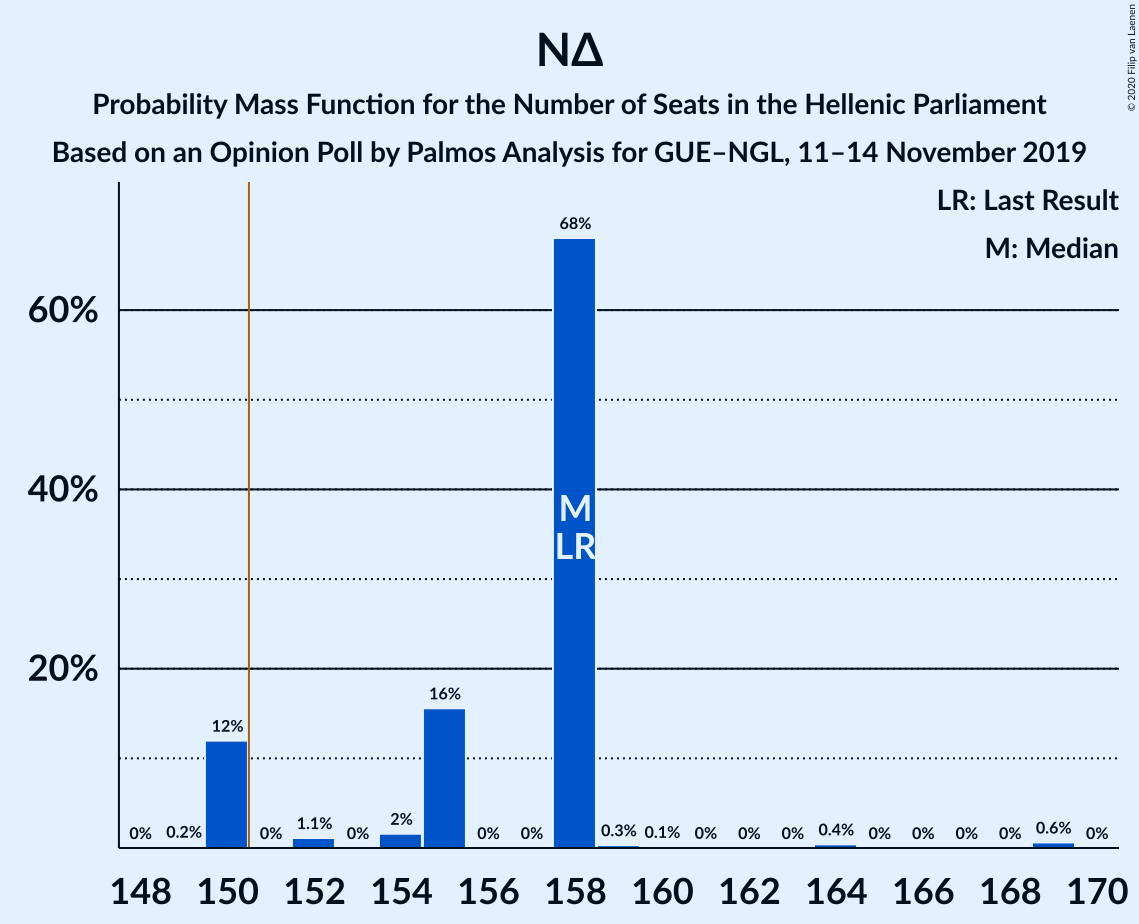 ΝΔ
Probability Mass Function for the Number of Seats in the Hellenic Parliament
Based on an Opinion Poll by Palmos Analysis for GUE–NGL, 11–14 November 2019
© 2020 Filip van Laenen
LR: Last Result
M: Median
60%
40%
20%
0%
0.2%
12%
0%
1.1%
0%
2%
16%
0%
0%
68%
M
LR
0.3%
0.1%
0%
0%
0%
0.4%
0%
0%
0%
0%
0.6%
0%
148 150 152 154 156 158 160 162 164 166 168 170